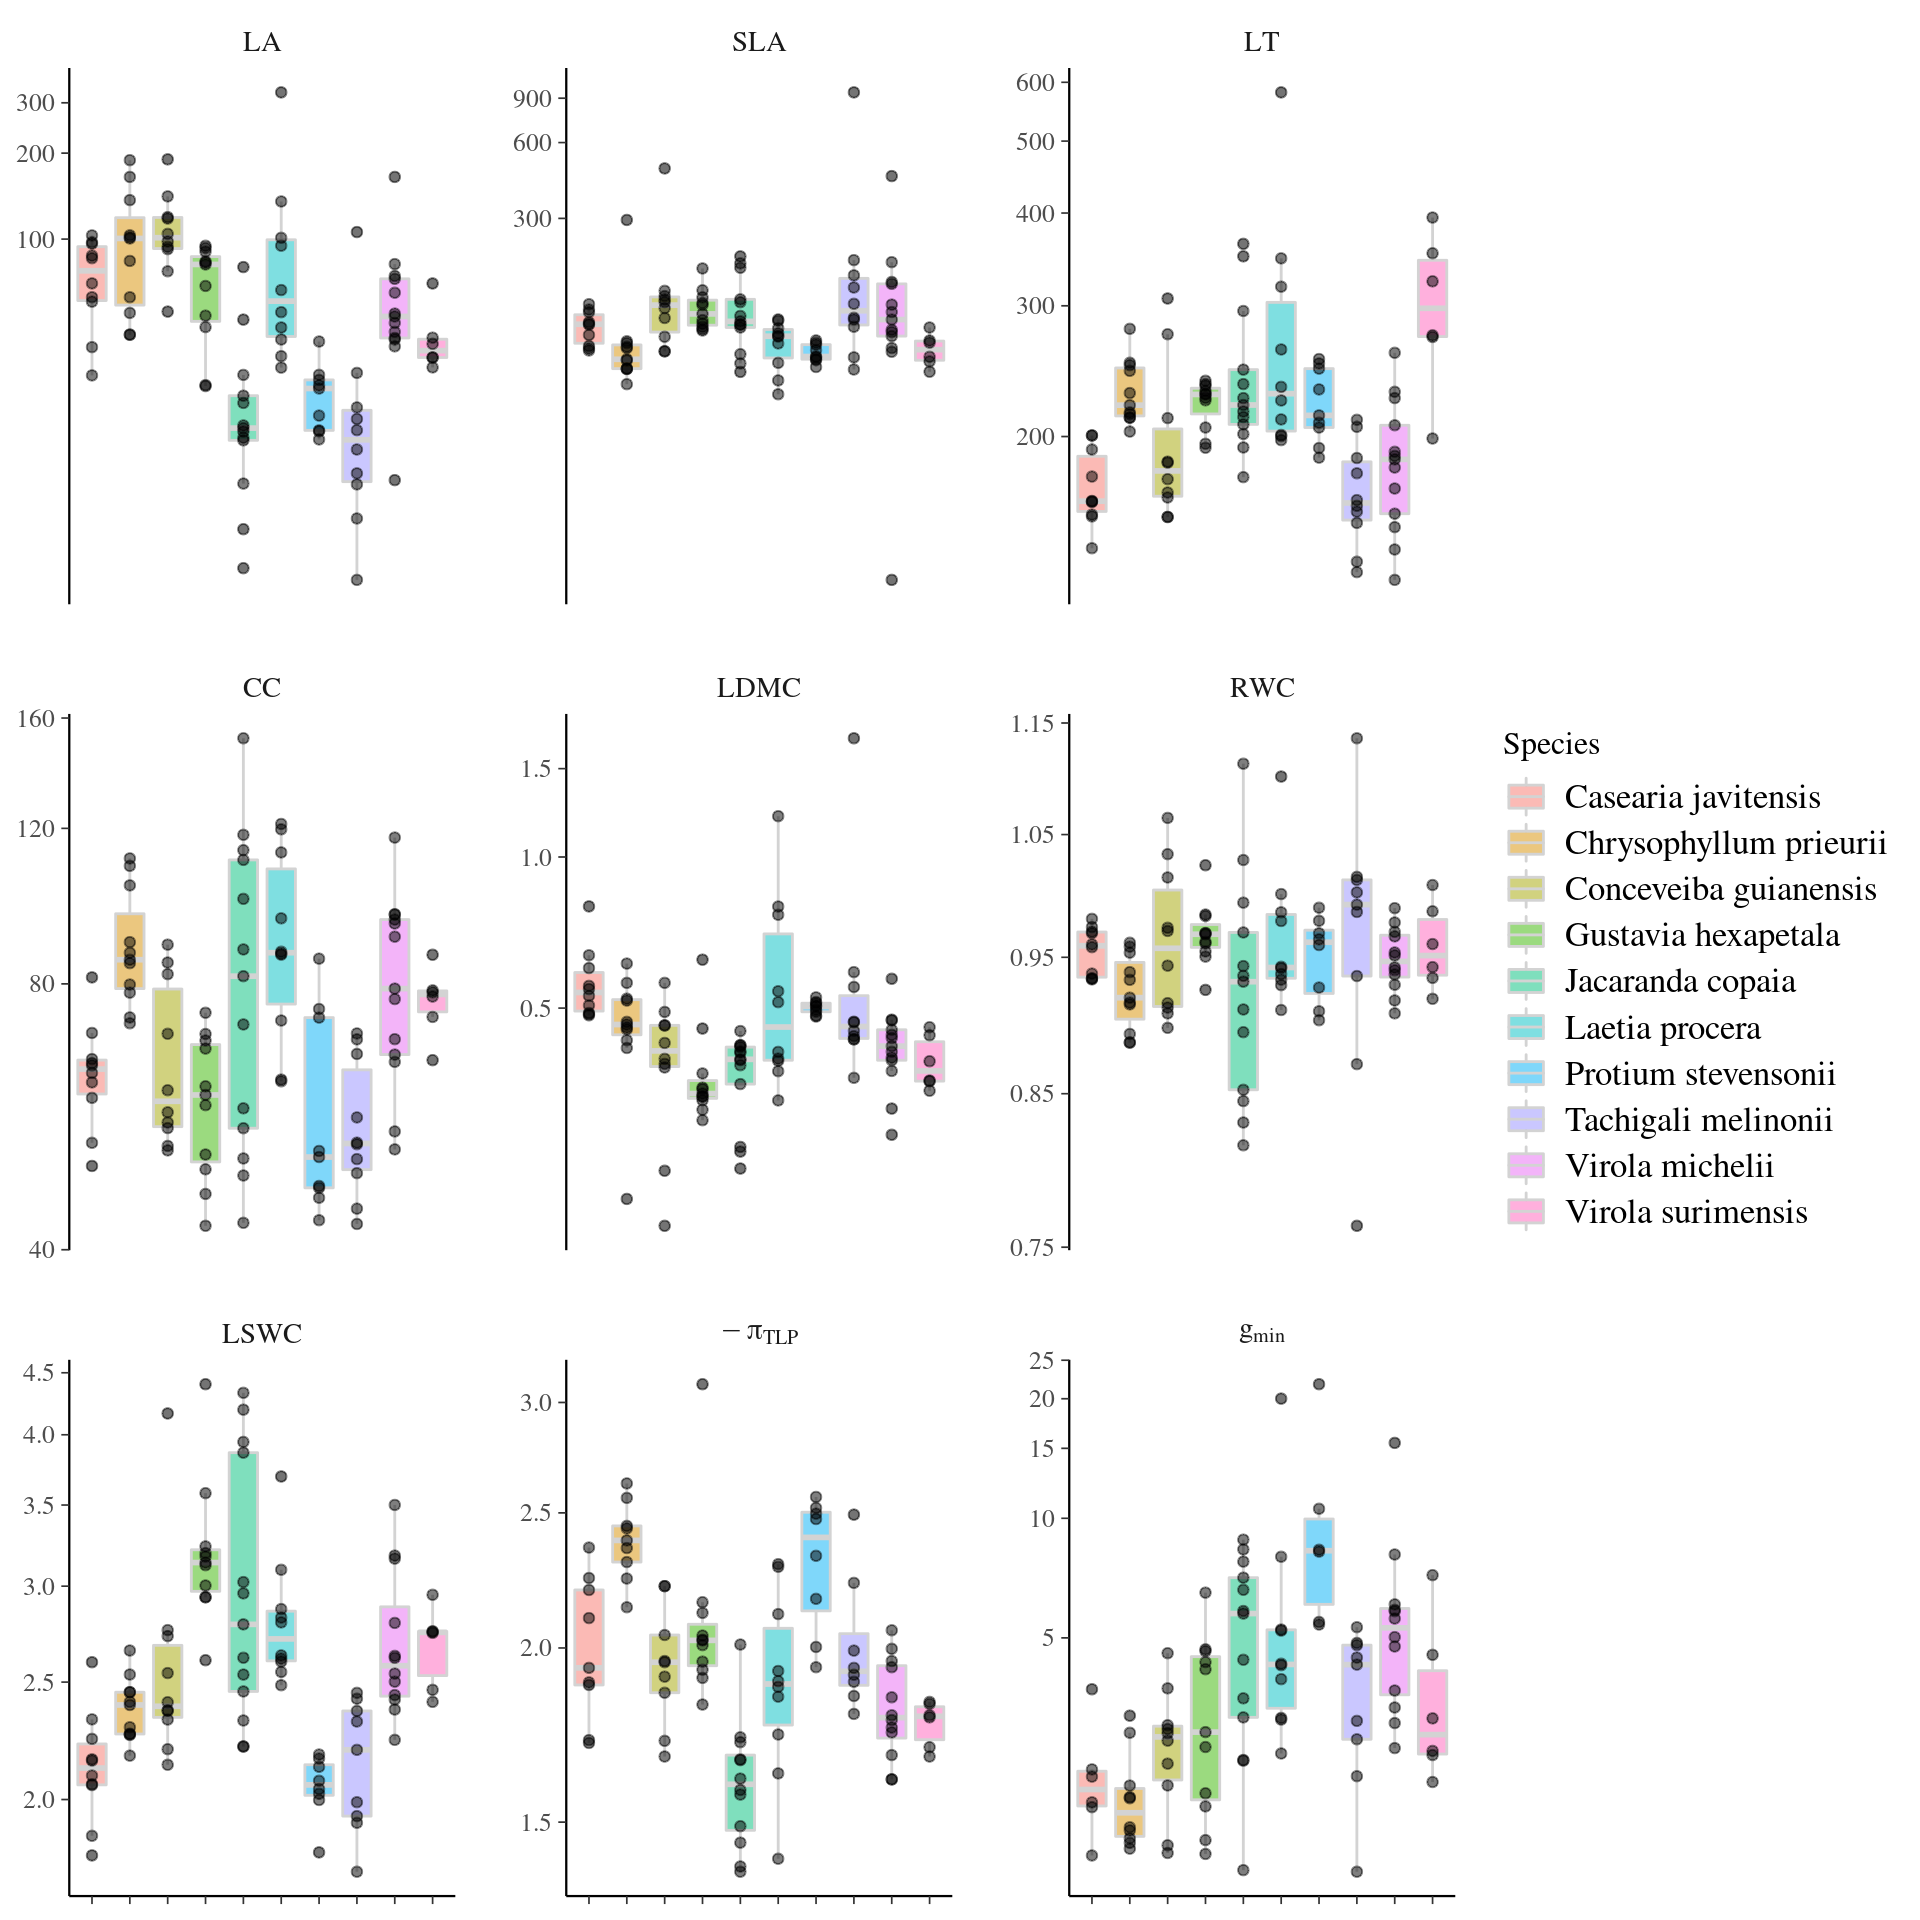 LA
SLA
LT
300
200
100
900
600
300
600
500
400
300
200
CC
LDMC
RWC
160
120
80
40
1.5
1.0
0.5
1.15
1.05
0.95
0.85
0.75
Species
Casearia javitensis
Chrysophyllum prieurii
Conceveiba guianensis
Gustavia hexapetala
Jacaranda copaia
Laetia procera
Protium stevensonii
Tachigali melinonii
Virola michelii
Virola surimensis
LSWC
− πTLP
gmin
4.5
4.0
3.5
3.0
2.5
2.0
3.0
2.5
2.0
1.5
25
20
15
10
5